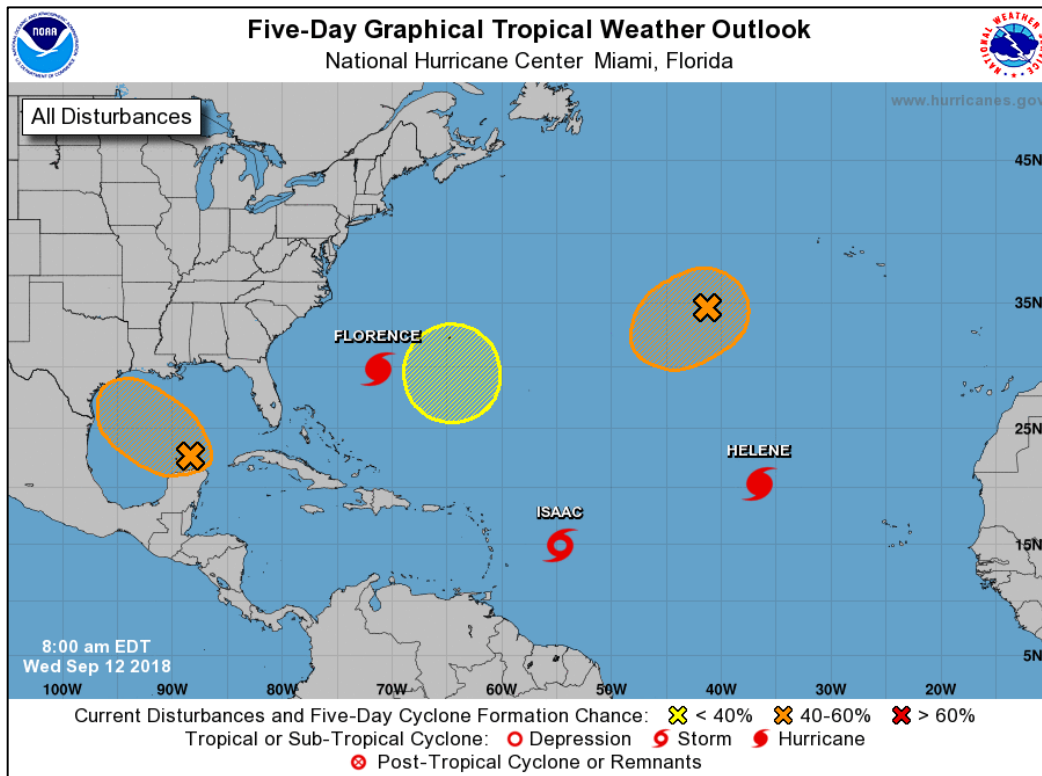 Five-Day Graphical Tropical Weather Outlook
National Hurricane Center Miami, Florida
NOAA
All Disturbances
www.hurricanes.gov
45N
35N
FLORENCE
25N
HELENE
ISAAC
15N
8:00 am EDT
Wed Sep 12 2018
5N
100W 90W 80W 70W 60W 50W 40W 30W 20W
Current Disturbances and Five-Day Cyclone Formation Chance: < 40% 40-60% > 60%
Tropical or Sub-Tropical Cyclone: Depression Storm Hurricane
Post-Tropical Cyclone or Remnants